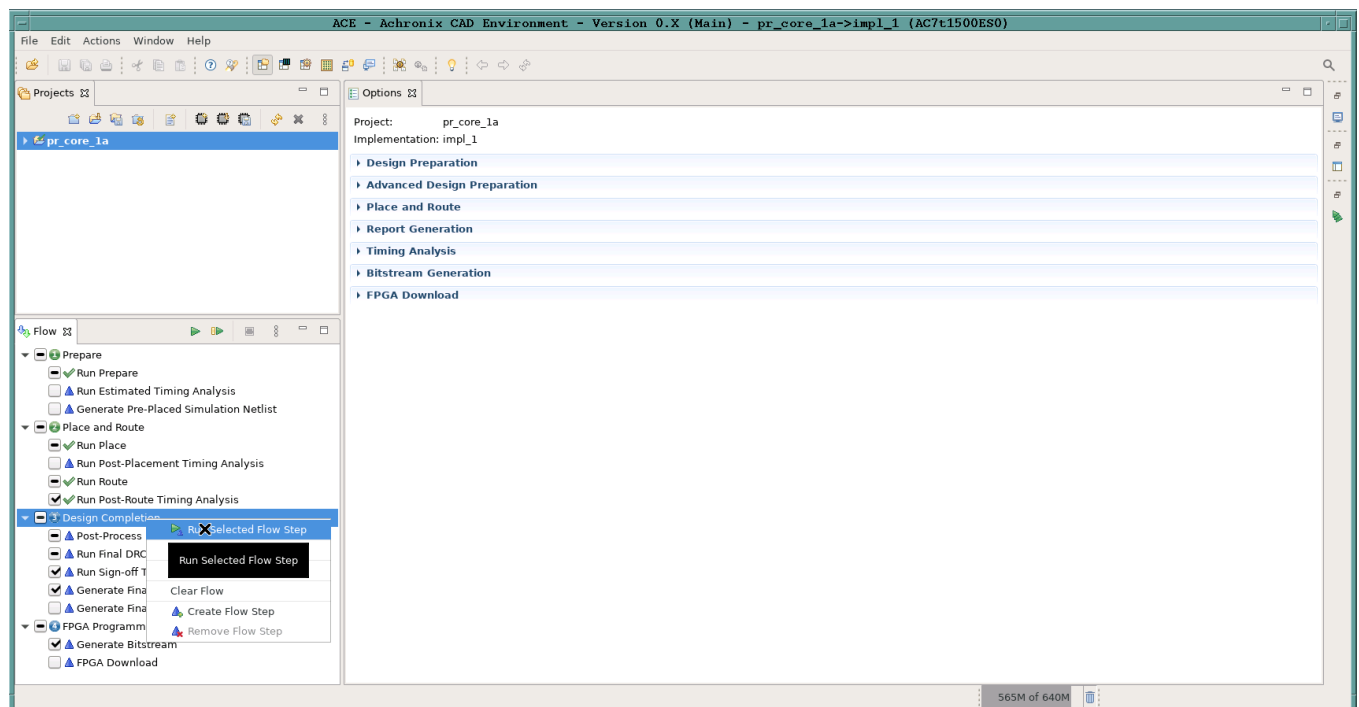 ACE - Achronix CAD Environment - Version 0.X (Main) - pr_core_1a->impl_1 (AC7t1500ES0)
File Edit Actions Window Help
Projects
pr_core_1a
Options
Project: pr_core_1a
Implementation: impl_1
Design Preparation
Advanced Design Preparation
Place and Route
Report Generation
Timing Analysis
Bitstream Generation
FPGA Download
Flow
1 Prepare
Run Prepare
Run Estimated Timing Analysis
Generate Pre-Placed Simulation Netlist
2 Place and Route
Run Place
Run Post-Placement Timing Analysis
Run Route
Run Post-Route Timing Analysis
3 Design Completion
Post-Process
Run Final DRC
Run Sign-off T
Generate Fina
Generate Fina
4 FPGA Programm
Generate Bitstream
FPGA Download
Run Selected Flow Step
Run Selected Flow Step
Clear Flow
Create Flow Step
Remove Flow Step
565M of 640M